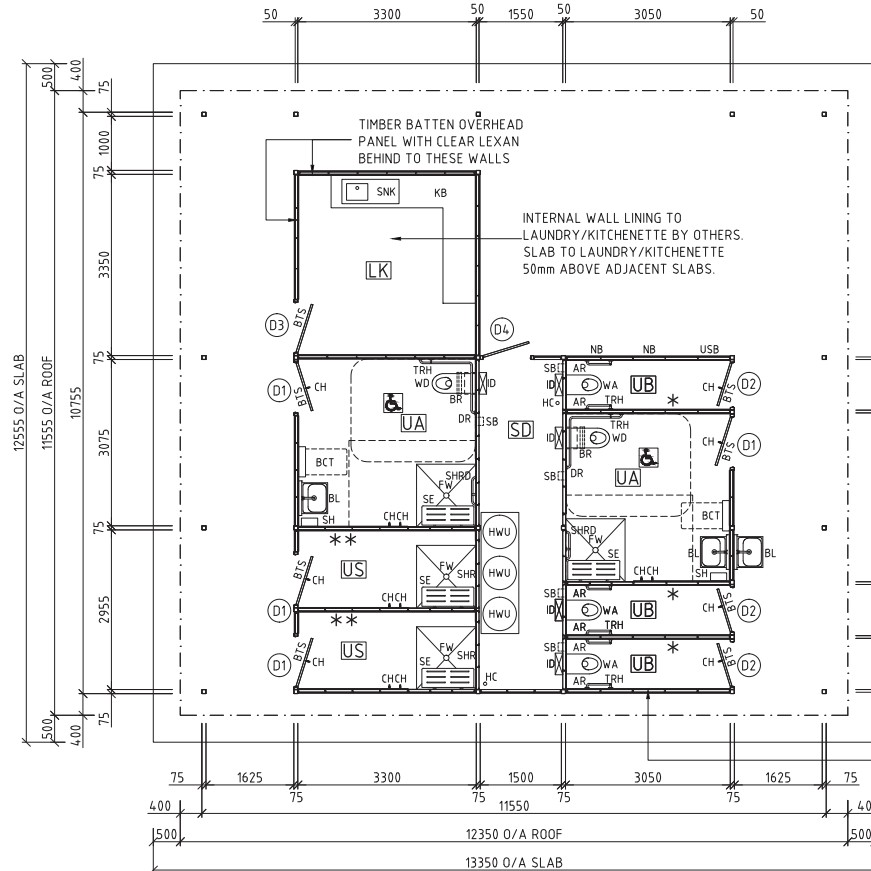 50 3300 50 1550 50 3050 50
500
400
75
1000
75
3350
75
3075
75
2955
75
400
500
10755
11555 O/A ROOF
12555 O/A SLAB
TIMBER BATTEN OVERHEAD
PANEL WITH CLEAR LEXAN
BEHIND TO THESE WALLS
SNK KB
INTERNAL WALL LINING TO
LAUNDRY/KITCHENETTE BY OTHERS.
SLAB TO LAUNDRY/KITCHENETTE
50mm ABOVE ADJACENT SLABS.
LK
D3 BTS
D4
NB NB USB
D1 BTS CH
TRH
WD
BR
ID
DR
SB
UA
BCT
BL
SH
CHCH
SHRD
FW
SE
SD
SB
ID
HC
AR
WA
AR
TRH
UB
*
CH
BTS
D2
TRH
WD
BR
ID
DR
SB
UA
CH
BTS
D1
BCT
BL
BL
SH
SHRD
FW
SE
CHCH
HWU
HWU
HWU
* *
US
BTS
CH
D1
SE
FW
SHR
CHCH
* *
US
BTS
CH
D1
SE
FW
SHR
CHCH
HC
SB
ID
AR
WA
AR
TRH
UB
*
CH
BTS
D2
SB
ID
AR
WA
AR
TRH
UB
*
CH
BTS
D2
75 1625 3300 1500 3050 1625 75
75 75 75 75
400 11550 40
500 12350 O/A ROOF 500
13350 O/A SLAB